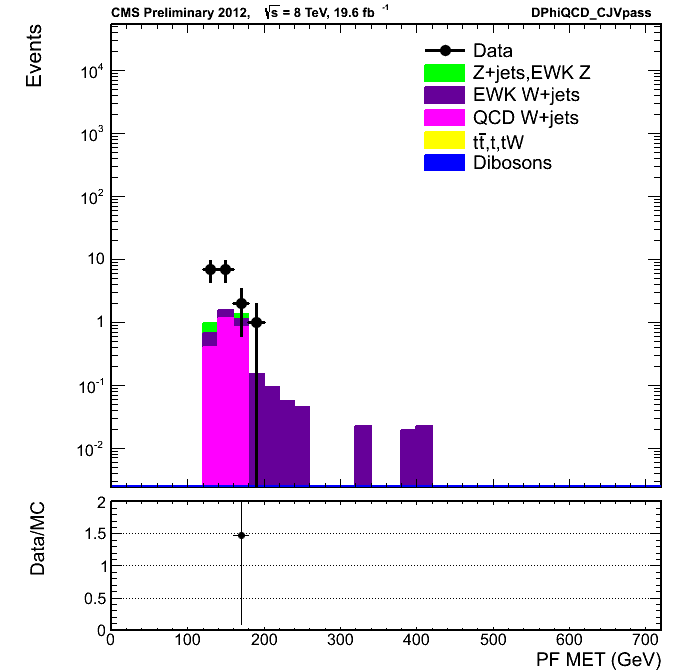 CMS Preliminary 2012, √s = 8 TeV, 19.6 fb⁻¹ DPhiQCD_CJVpass
Events
Data
Z+jets,EWK Z
EWK W+jets
QCD W+jets
tt̄,t,tW
Dibosons
10⁴
10³
10²
10
1
10⁻¹
10⁻²
Data/MC
2
1.5
1
0.5
0
0 100 200 300 400 500 600 700
PF MET (GeV)